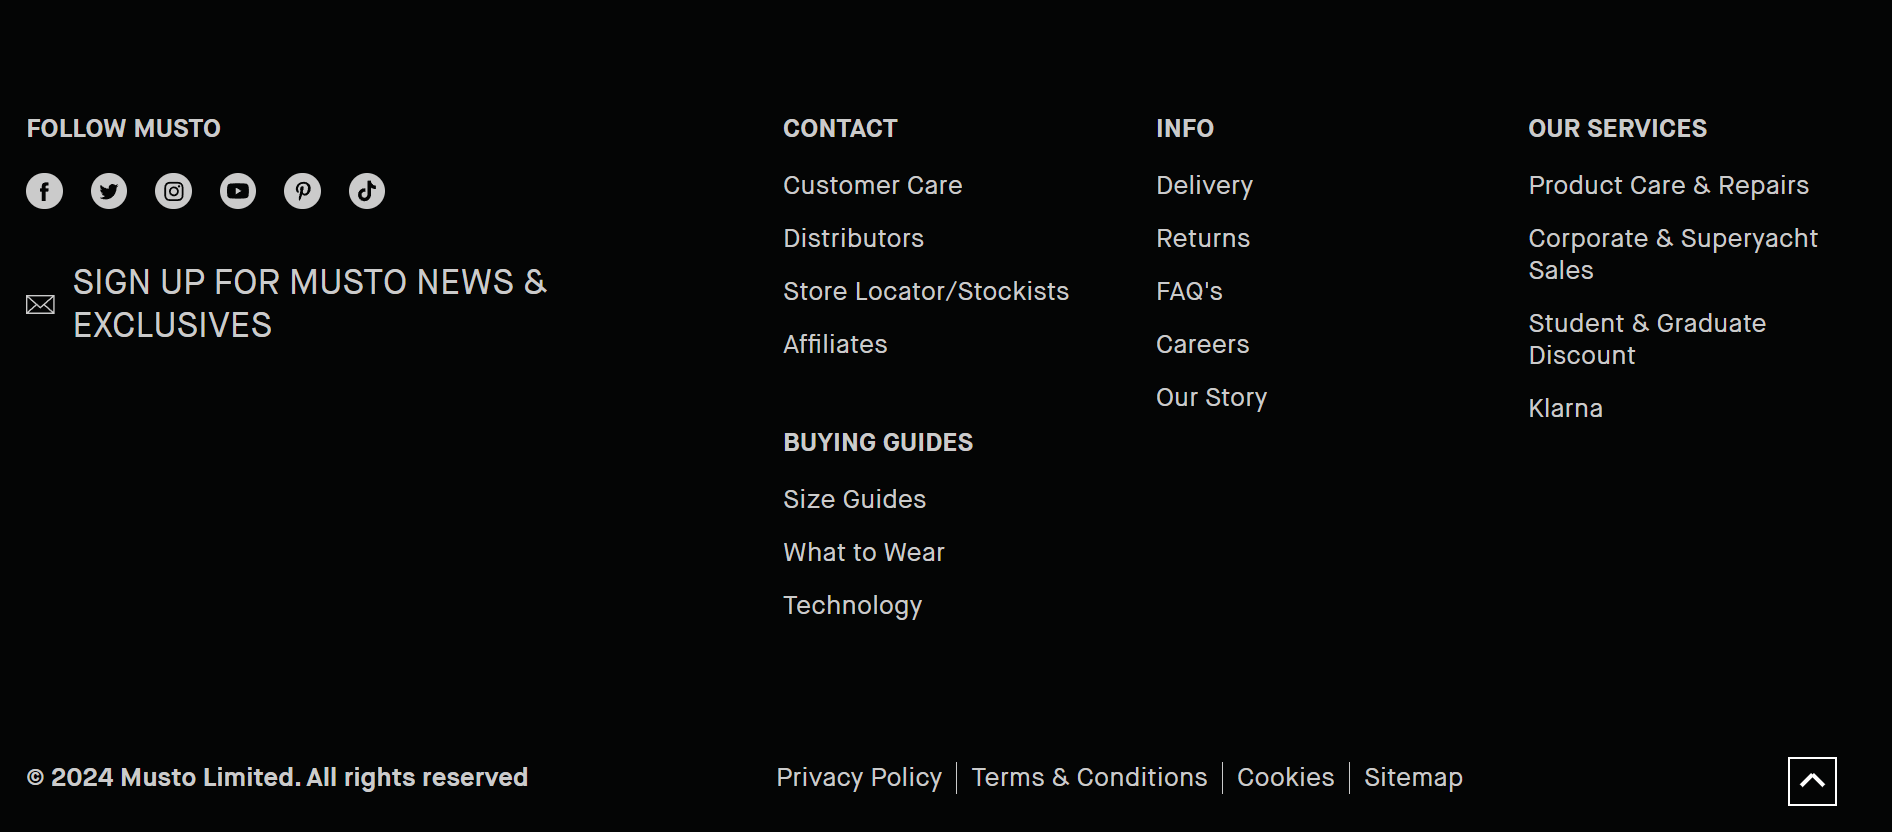 FOLLOW MUSTO
SIGN UP FOR MUSTO NEWS &
EXCLUSIVES
CONTACT
Customer Care
Distributors
Store Locator/Stockists
Affiliates
BUYING GUIDES
Size Guides
What to Wear
Technology
INFO
Delivery
Returns
FAQ's
Careers
Our Story
OUR SERVICES
Product Care & Repairs
Corporate & Superyacht
Sales
Student & Graduate
Discount
Klarna
© 2024 Musto Limited. All rights reserved
Privacy Policy | Terms & Conditions | Cookies | Sitemap